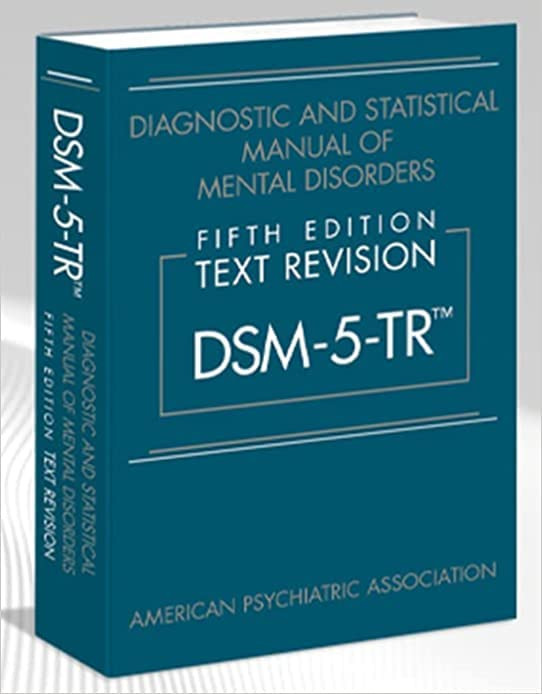 DIAGNOSTIC AND STATISTICAL
MANUAL OF
MENTAL DISORDERS
FIFTH EDITION
TEXT REVISION
DSM-5-TR™
AMERICAN PSYCHIATRIC ASSOCIATION
DSM-5-TR™
DIAGNOSTIC AND STATISTICAL
MANUAL OF MENTAL DISORDERS
FIFTH EDITION TEXT REVISION